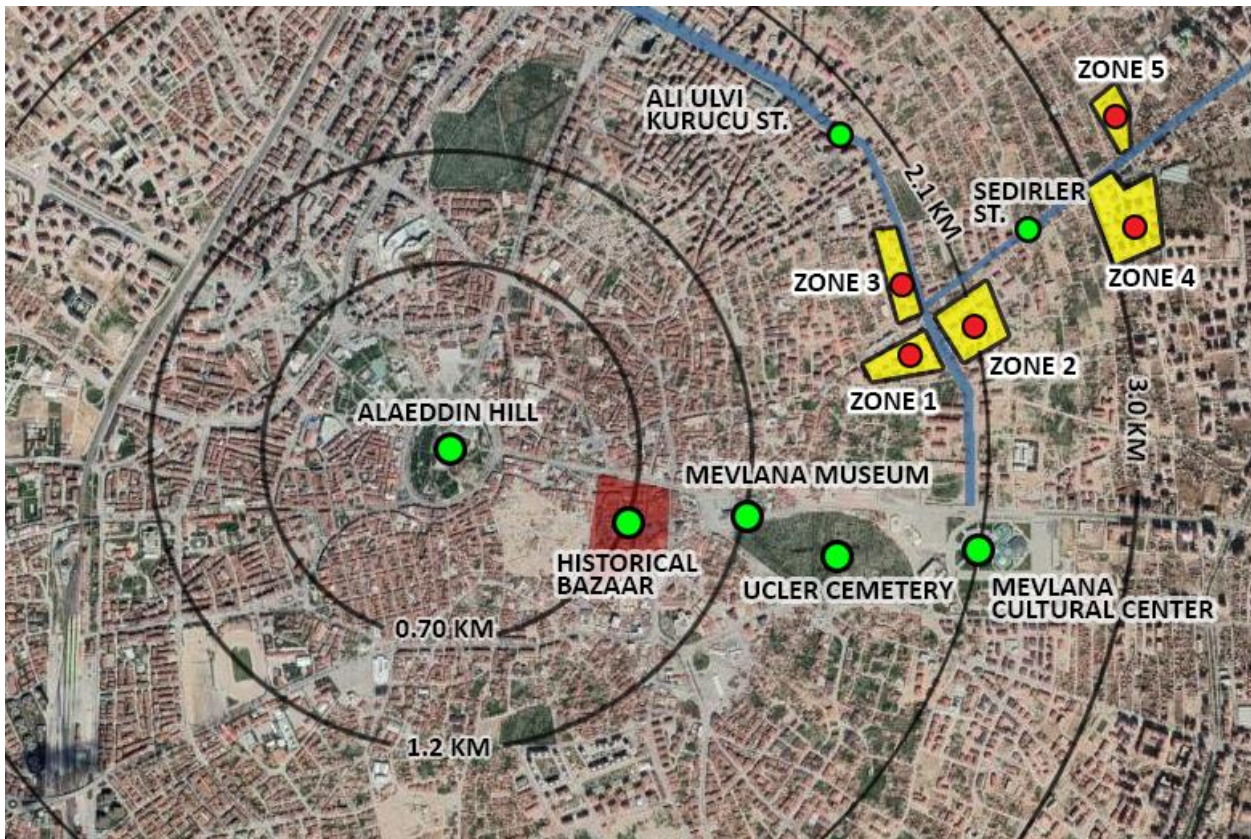 ZONE 5
ALI ULVI
KURUCU ST.
2.1 KM
SEDIRLER
ST.
ZONE 4
ZONE 3
ZONE 2
ZONE 1
3.0 KM
ALAEDDIN HILL
MEVLANA MUSEUM
HISTORICAL
BAZAAR
UCLER CEMETERY
MEVLANA
CULTURAL CENTER
0.70 KM
1.2 KM